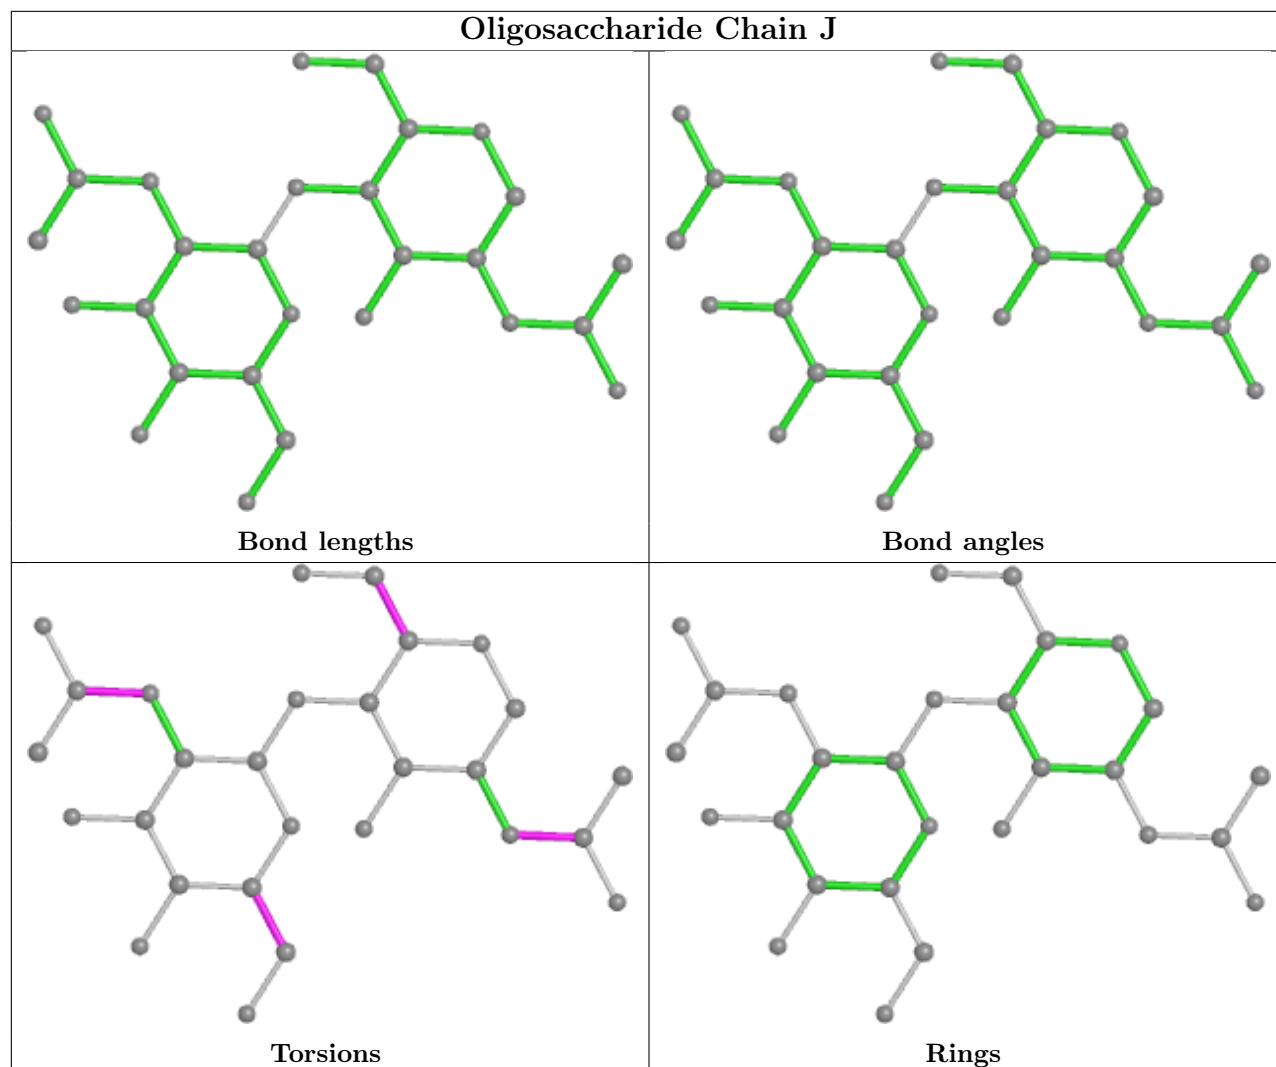 Oligosaccharide Chain J
Bond lengths
Bond angles
Torsions
Rings